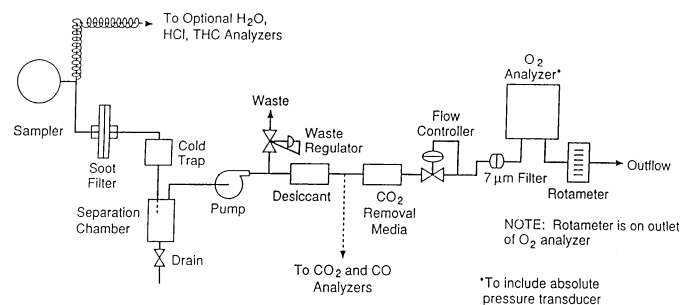 To Optional H₂O,
HCl, THC Analyzers
O₂
Analyzer*
Waste
Flow
Controller
Sampler
Cold
Trap
Waste
Regulator
Soot
Filter
7 μm Filter
Outflow
Rotameter
Separation
Chamber
Pump
Desiccant
CO₂
Removal
Media
NOTE: Rotameter is on outlet
of O₂ analyzer
Drain
To CO₂ and CO
Analyzers
*To include absolute
pressure transducer